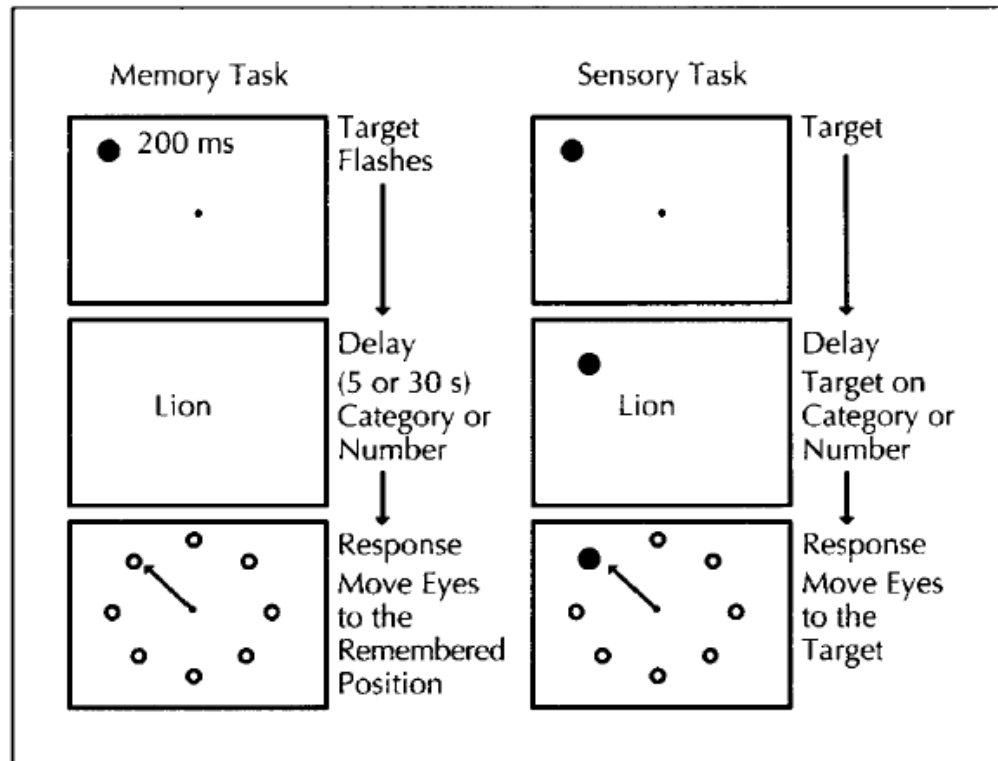 Memory Task
200 ms
Target
Flashes
Lion
Delay
(5 or 30 s)
Category or
Number
Response
Move Eyes
to the
Remembered
Position
Sensory Task
Target
Lion
Delay
Target on
Category or
Number
Response
Move Eyes
to the
Target